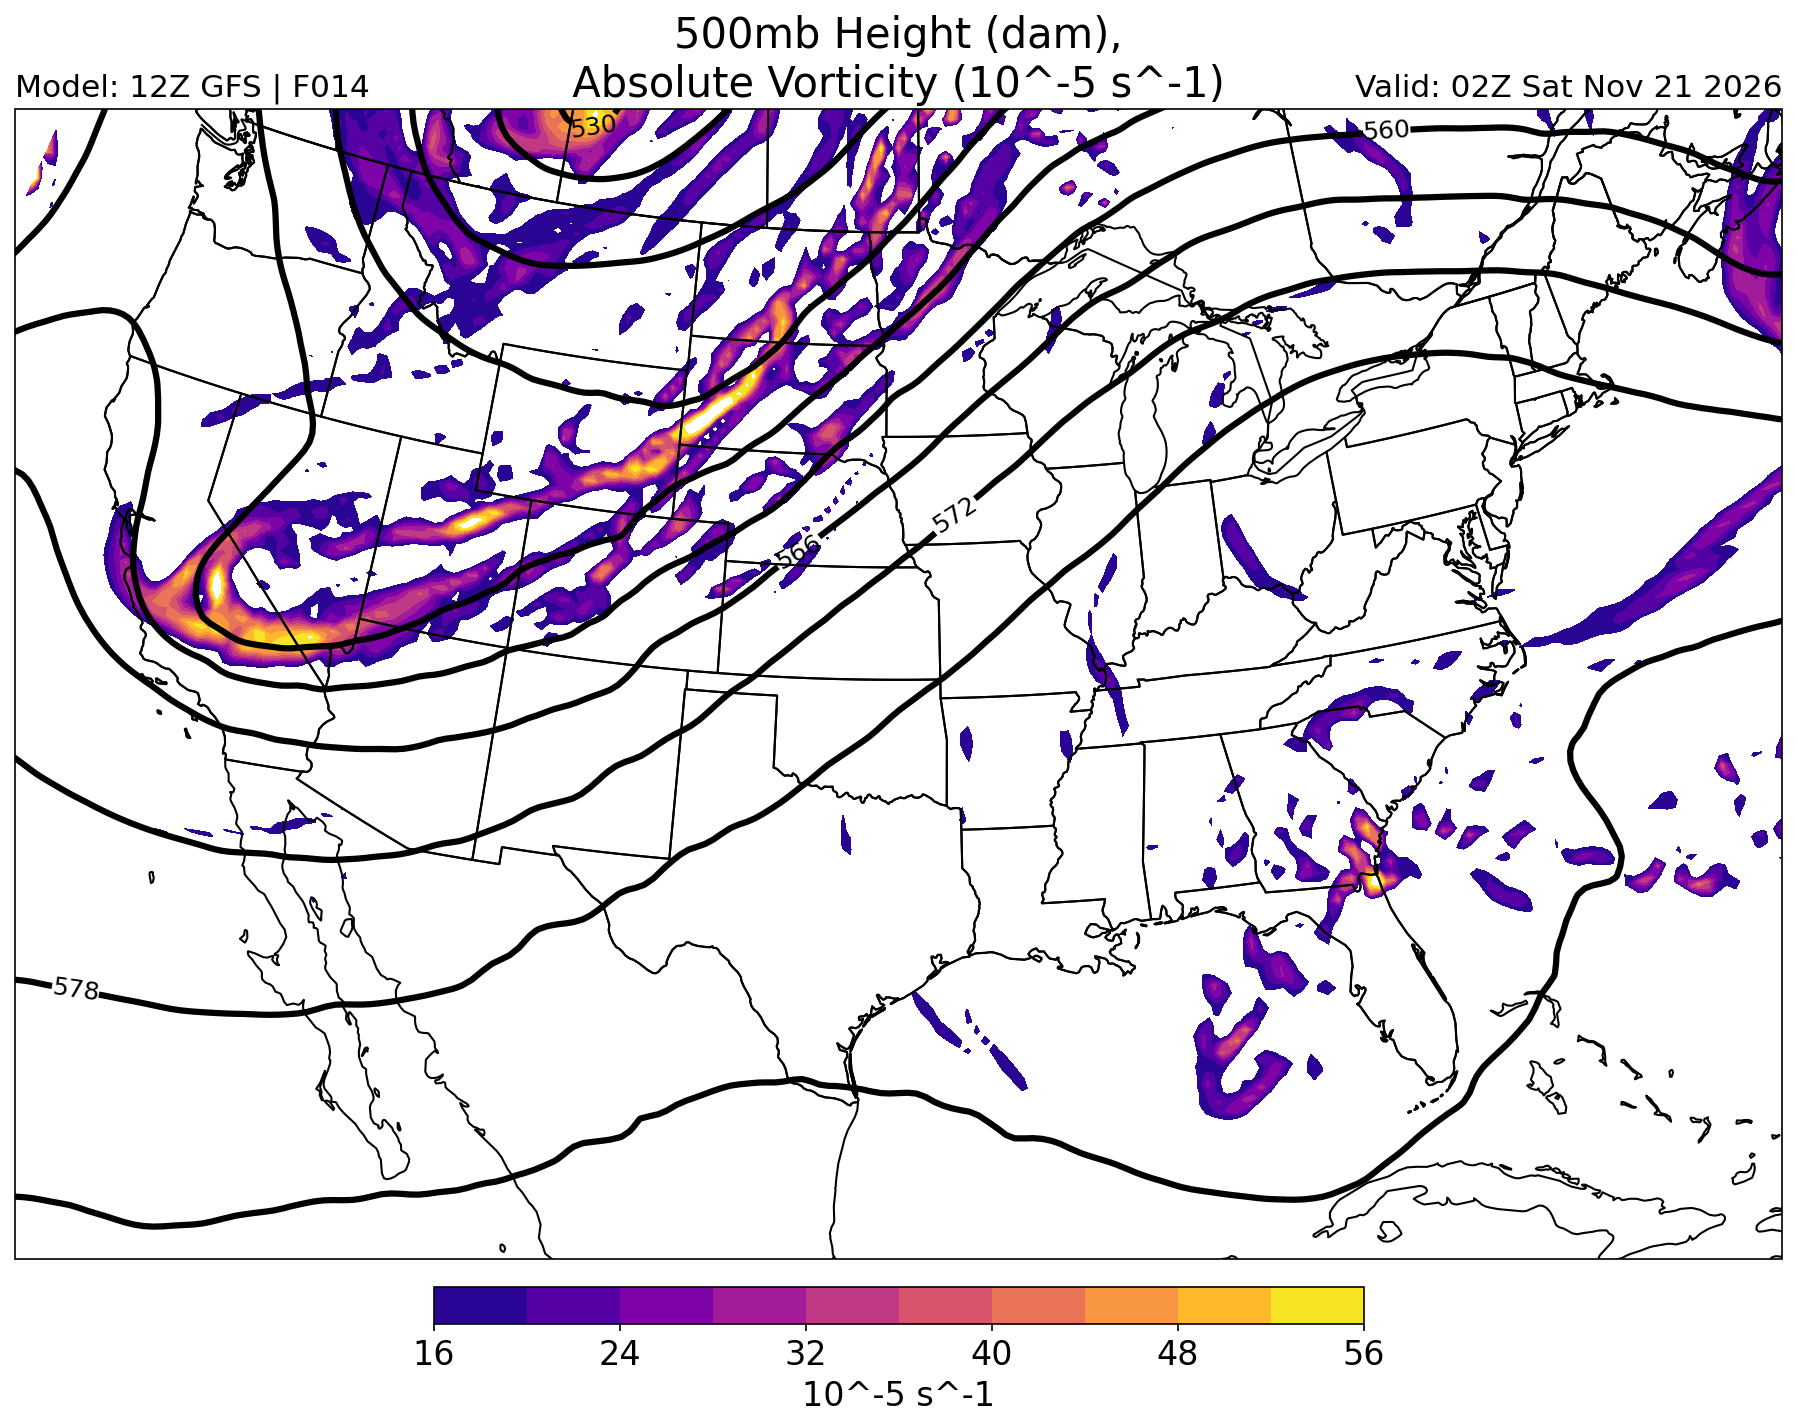 500mb Height (dam),
Absolute Vorticity (10^-5 s^-1)
Model: 12Z GFS | F014
Valid: 02Z Sat Nov 21 2026
530
560
572
566
578
16 24 32 40 48 56
10^-5 s^-1